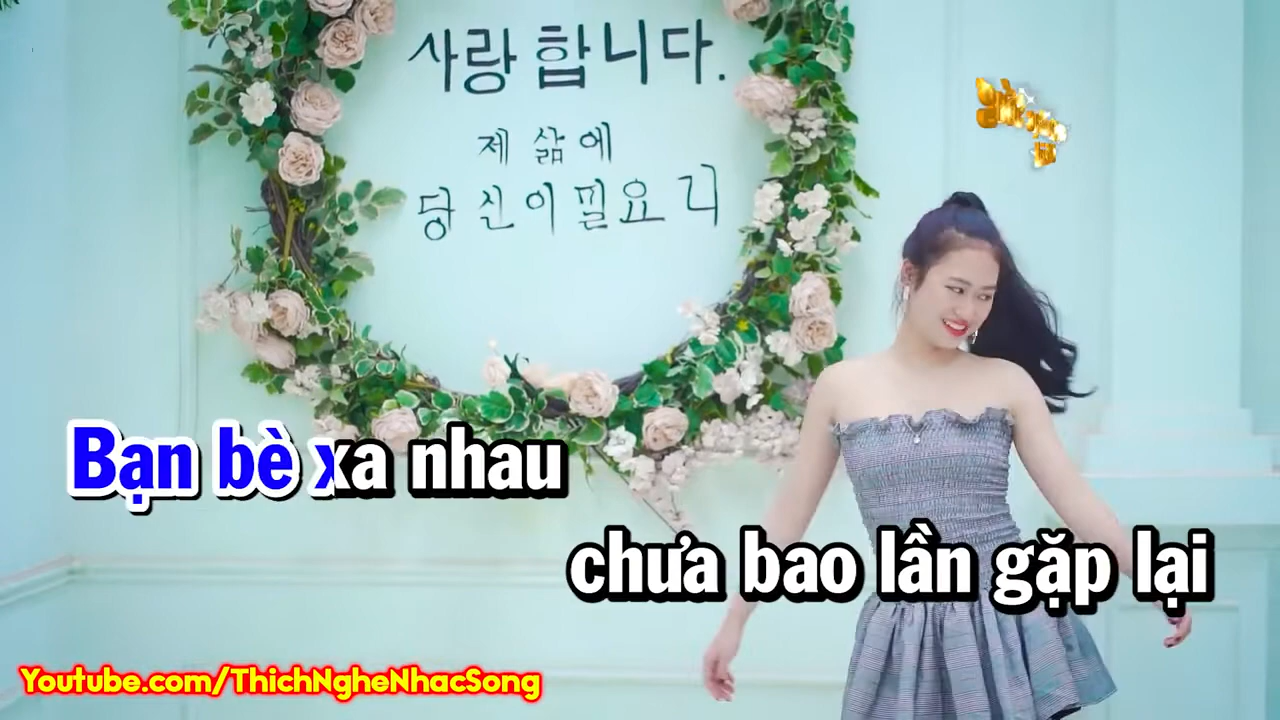 사랑합니다.
제 삶에
당신이필요리
Bạn bè xa nhau
chưa bao lần gặp lại
Youtube.com/ThichNgheNhacSong